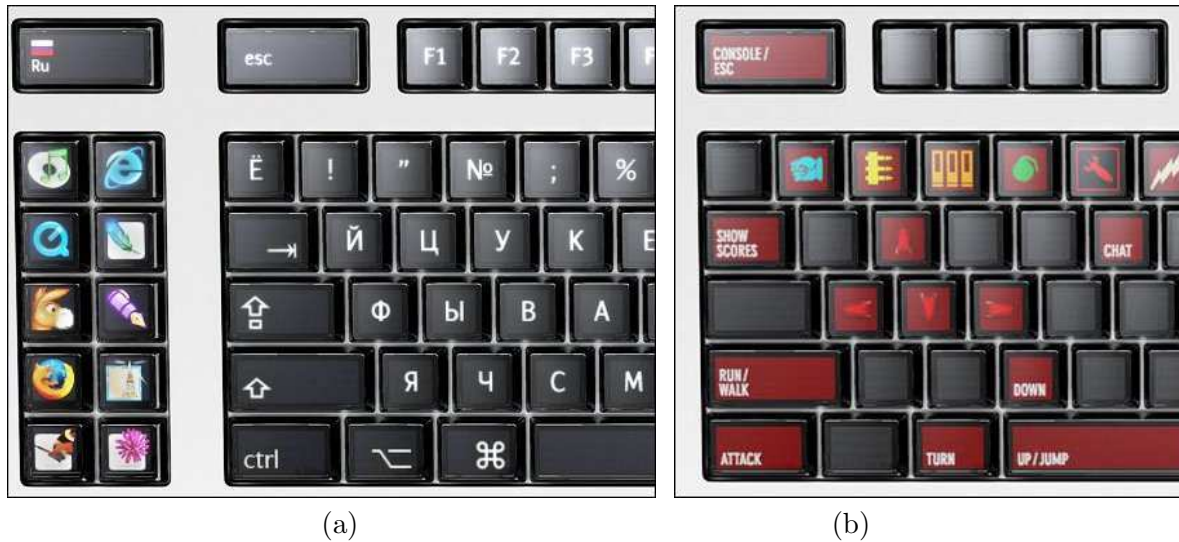 Ru
esc
F1 F2 F3
Ё ! " № ; %
Й Ц У К
Ф Ы В А
Я Ч С М
ctrl ⌥ ⌘
(a)
CONSOLE /
ESC
SHOW
SCORES
CHAT
RUN /
WALK
DOWN
ATTACK
TURN
UP / JUMP
(b)